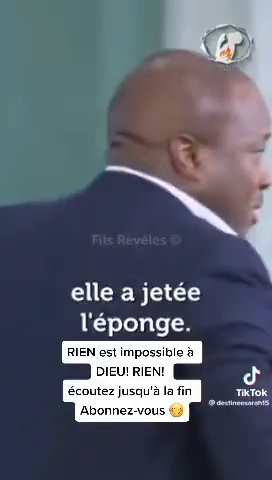 Fils Révélés ©
elle a jetée
l'éponge.
RIEN est impossible à
DIEU! RIEN!
écoutez jusqu'à la fin
Abonnez-vous 😏
TikTok
@destineesarah15